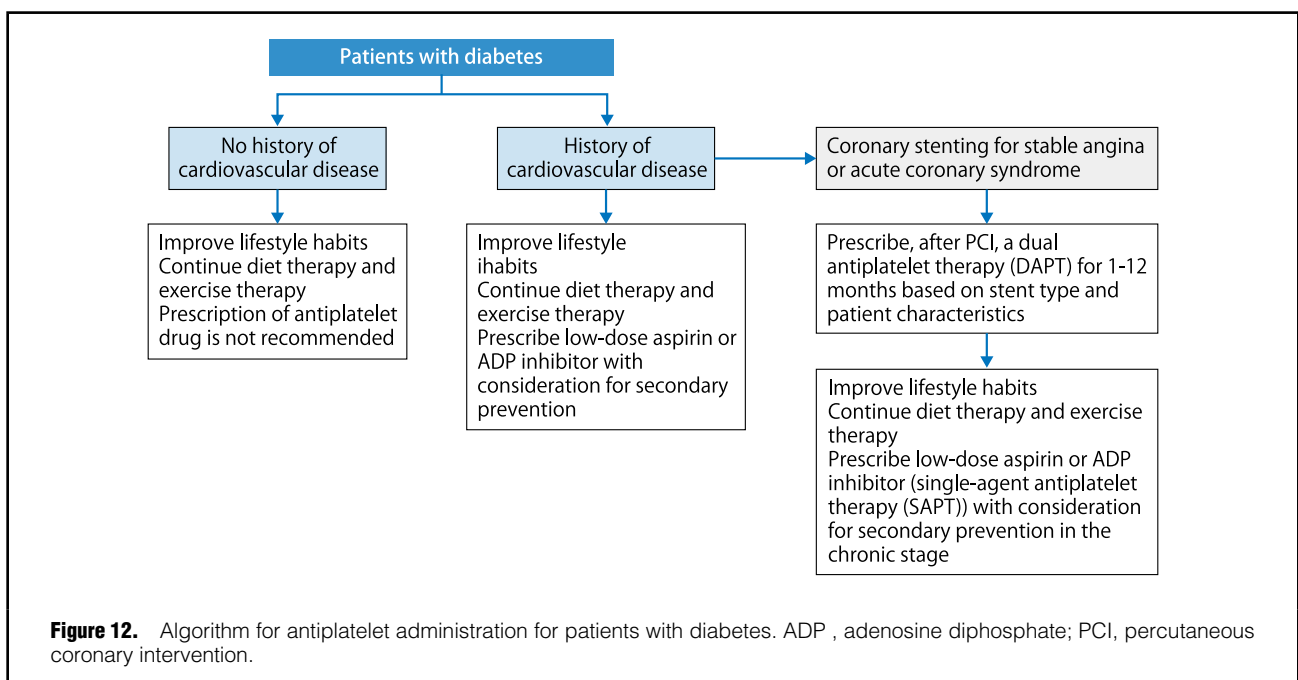 Patients with diabetes
No history of
cardiovascular disease
History of
cardiovascular disease
Coronary stenting for stable angina
or acute coronary syndrome
Improve lifestyle habits
Continue diet therapy and
exercise therapy
Prescription of antiplatelet
drug is not recommended
Improve lifestyle
ihabits
Continue diet therapy and
exercise therapy
Prescribe low-dose aspirin or
ADP inhibitor with
consideration for secondary
prevention
Prescribe, after PCI, a dual
antiplatelet therapy (DAPT) for 1-12
months based on stent type and
patient characteristics
Improve lifestyle habits
Continue diet therapy and exercise
therapy
Prescribe low-dose aspirin or ADP
inhibitor (single-agent antiplatelet
therapy (SAPT)) with consideration
for secondary prevention in the
chronic stage
Figure 12. Algorithm for antiplatelet administration for patients with diabetes. ADP , adenosine diphosphate; PCI, percutaneous
coronary intervention.